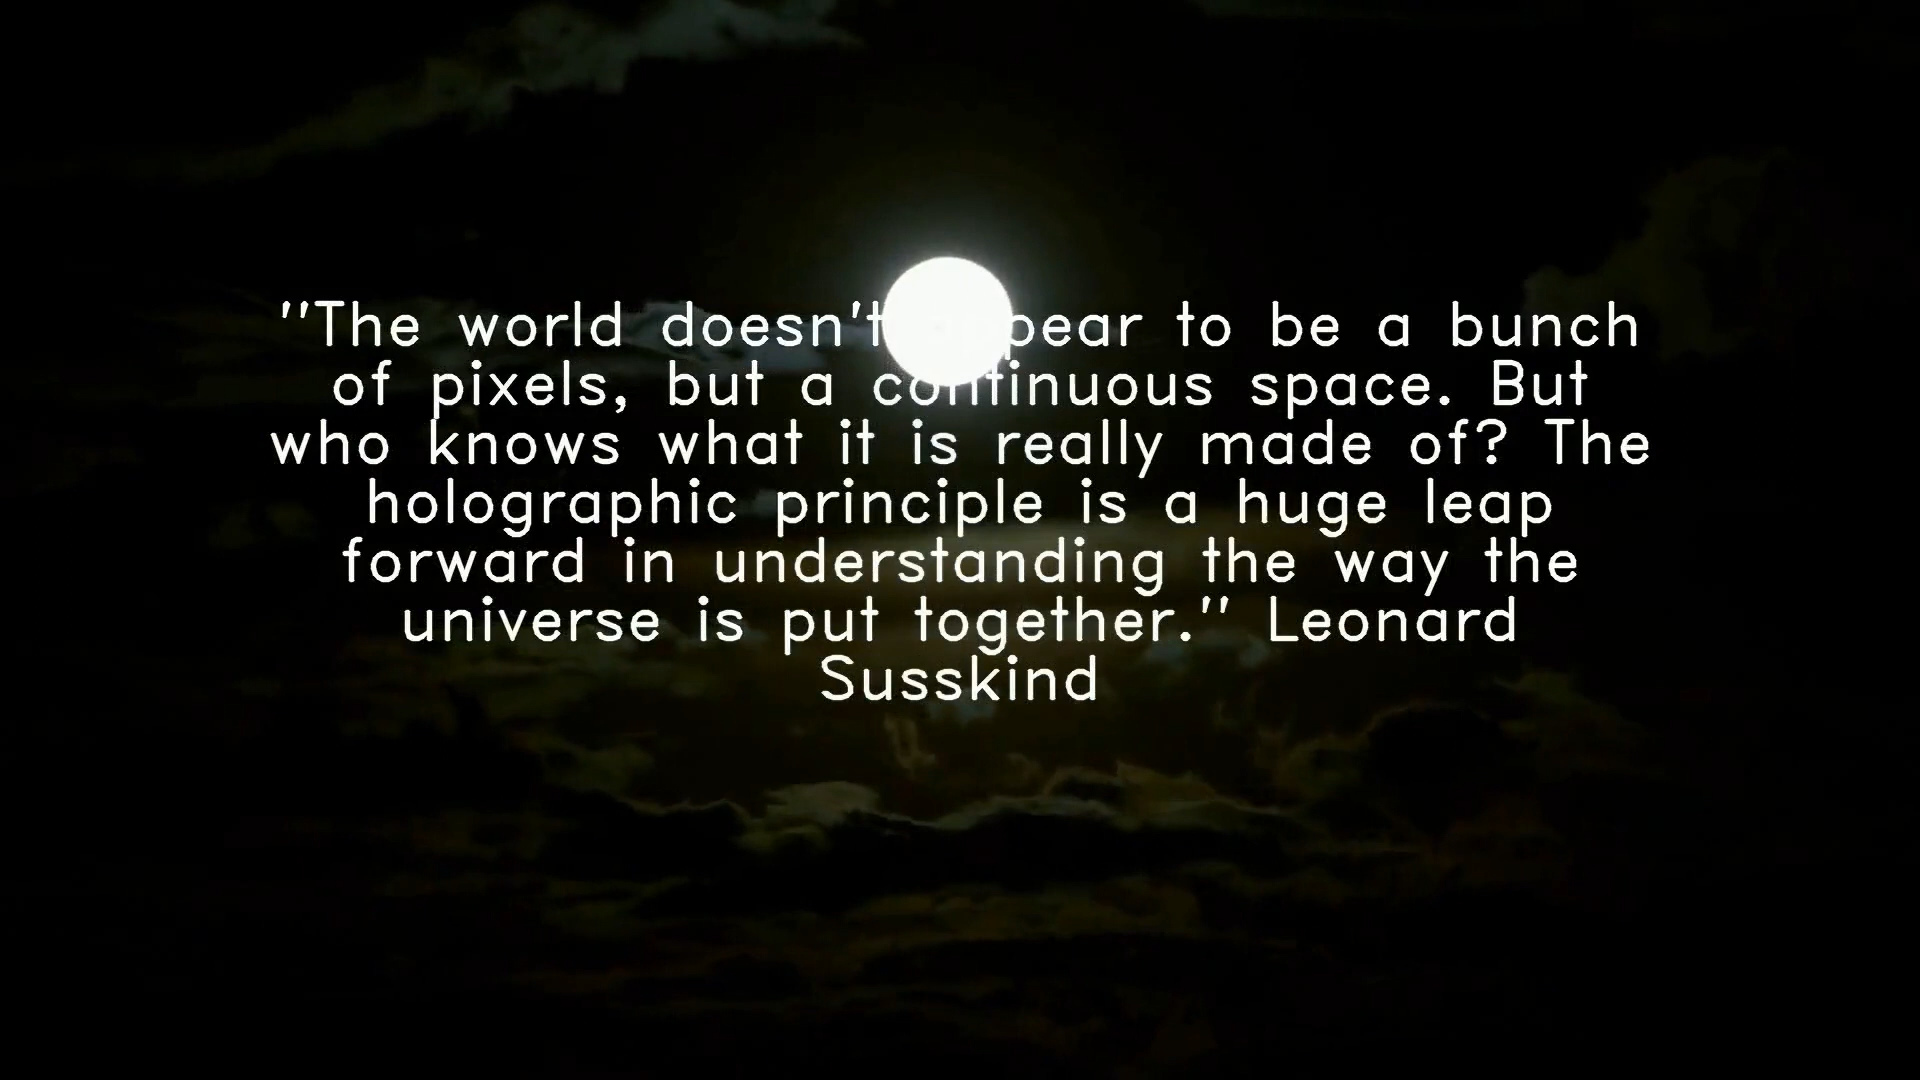 "The world doesn't appear to be a bunch
of pixels, but a continuous space. But
who knows what it is really made of? The
holographic principle is a huge leap
forward in understanding the way the
universe is put together." Leonard
Susskind